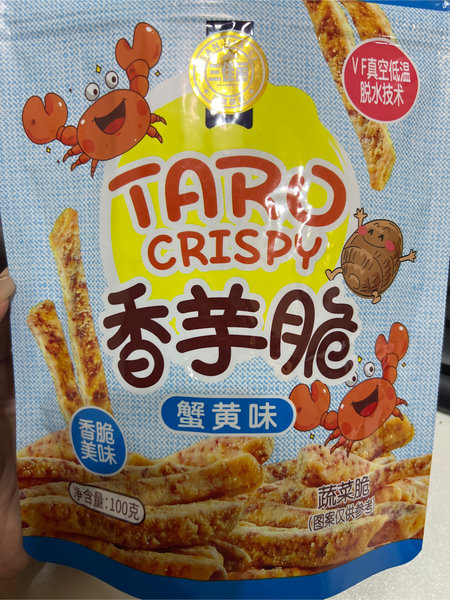 VF真空低温
脱水技术
TARO
CRISPY
香芋脆
蟹黄味
香脆
美味
净含量:100克
蔬菜脆
(图案仅供参考)